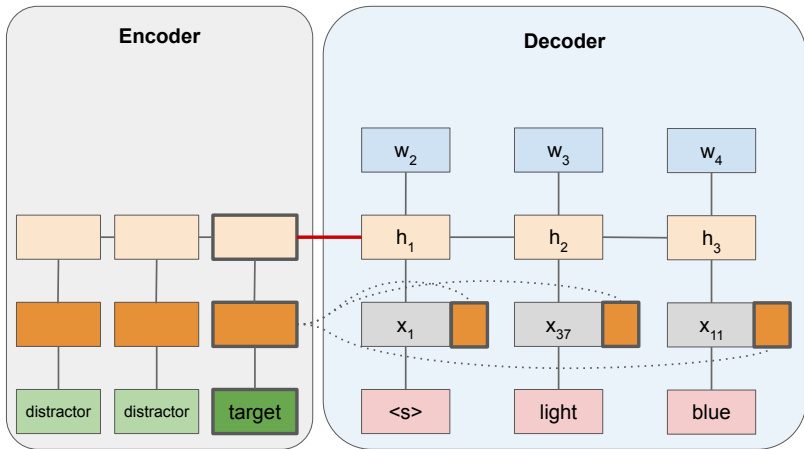 Encoder
Decoder
w₂ w₃ w₄
h₁ h₂ h₃
x₁ x₃₇ x₁₁
distractor distractor target <s> light blue